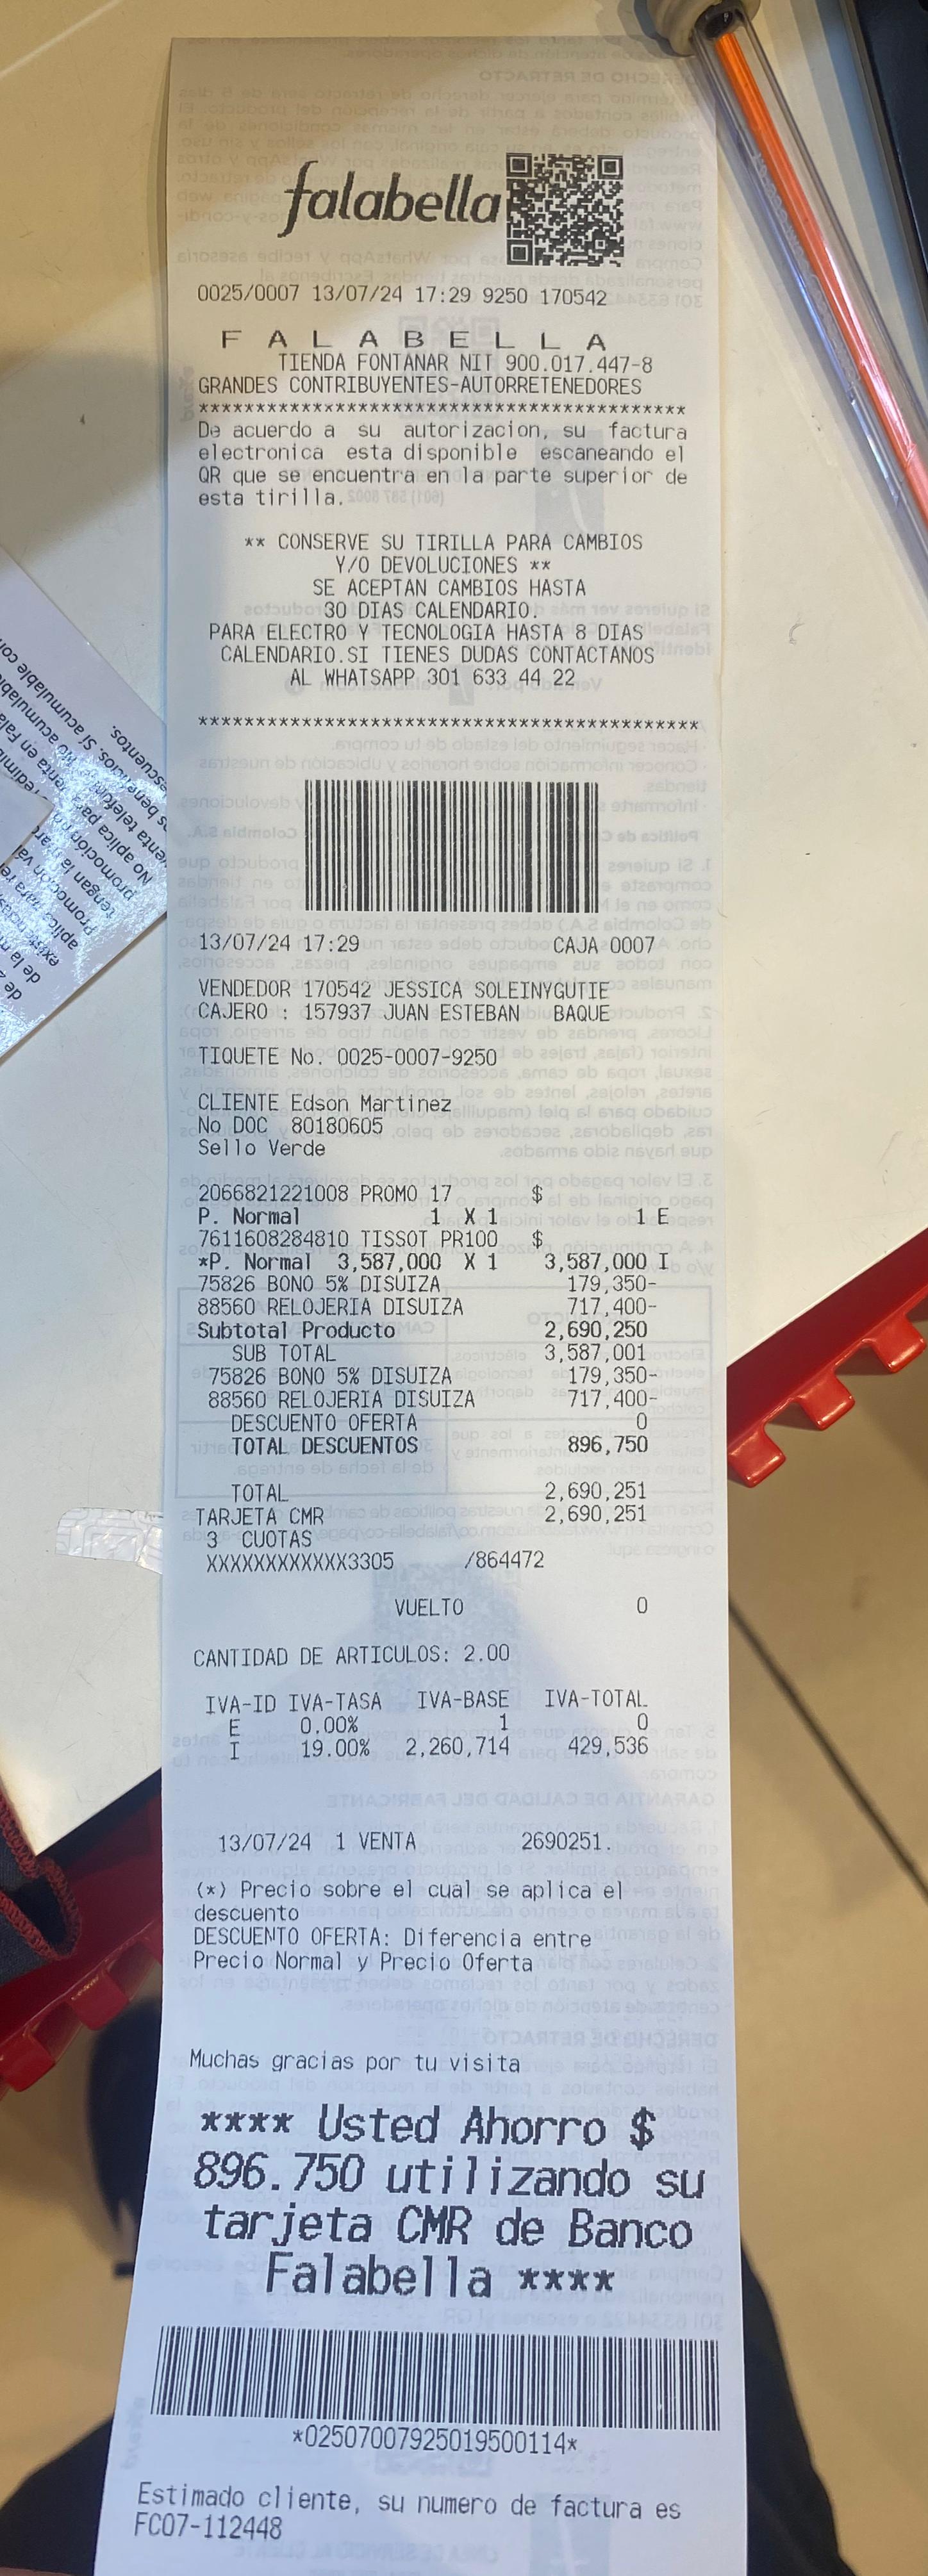 falabella
0025/0007 13/07/24 17:29 9250 170542
F A L A B E L L A
TIENDA FONTANAR NIT 900.017.447-8
GRANDES CONTRIBUYENTES-AUTORRETENEDORES
******************************************
De acuerdo a su autorizacion, su factura
electronica esta disponible escaneando el
QR que se encuentra en la parte superior de
esta tirilla.
** CONSERVE SU TIRILLA PARA CAMBIOS
Y/O DEVOLUCIONES **
SE ACEPTAN CAMBIOS HASTA
30 DIAS CALENDARIO.
PARA ELECTRO Y TECNOLOGIA HASTA 8 DIAS
CALENDARIO.SI TIENES DUDAS CONTACTANOS
AL WHATSAPP 301 633 44 22
*******************************************
13/07/24 17:29 CAJA 0007
VENDEDOR 170542 JESSICA SOLEINYGUTIE
CAJERO : 157937 JUAN ESTEBAN BAQUE
TIQUETE No. 0025-0007-9250
CLIENTE Edson Martinez
No DOC 80180605
Sello Verde
2066821221008 PROMO 17 $
P. Normal 1 X 1 1 E
7611608284810 TISSOT PR100 $
*P. Normal 3,587,000 X 1 3,587,000 I
75826 BONO 5% DISUIZA 179,350-
88560 RELOJERIA DISUIZA 717,400-
Subtotal Producto 2,690,250
SUB TOTAL 3,587,001
75826 BONO 5% DISUIZA 179,350-
88560 RELOJERIA DISUIZA 717,400-
DESCUENTO OFERTA 0
TOTAL DESCUENTOS 896,750
TOTAL 2,690,251
TARJETA CMR 2,690,251
3 CUOTAS
XXXXXXXXXXXX3305 /864472
VUELTO 0
CANTIDAD DE ARTICULOS: 2.00
IVA-ID IVA-TASA IVA-BASE IVA-TOTAL
E 0.00% 1 0
I 19.00% 2,260,714 429,536
13/07/24 1 VENTA 2690251.
(*) Precio sobre el cual se aplica el
descuento
DESCUENTO OFERTA: Diferencia entre
Precio Normal y Precio Oferta
Muchas gracias por tu visita
**** Usted Ahorro $
896.750 utilizando su
tarjeta CMR de Banco
Falabella ****
*02507007925019500114*
Estimado cliente, su numero de factura es
FC07-112448